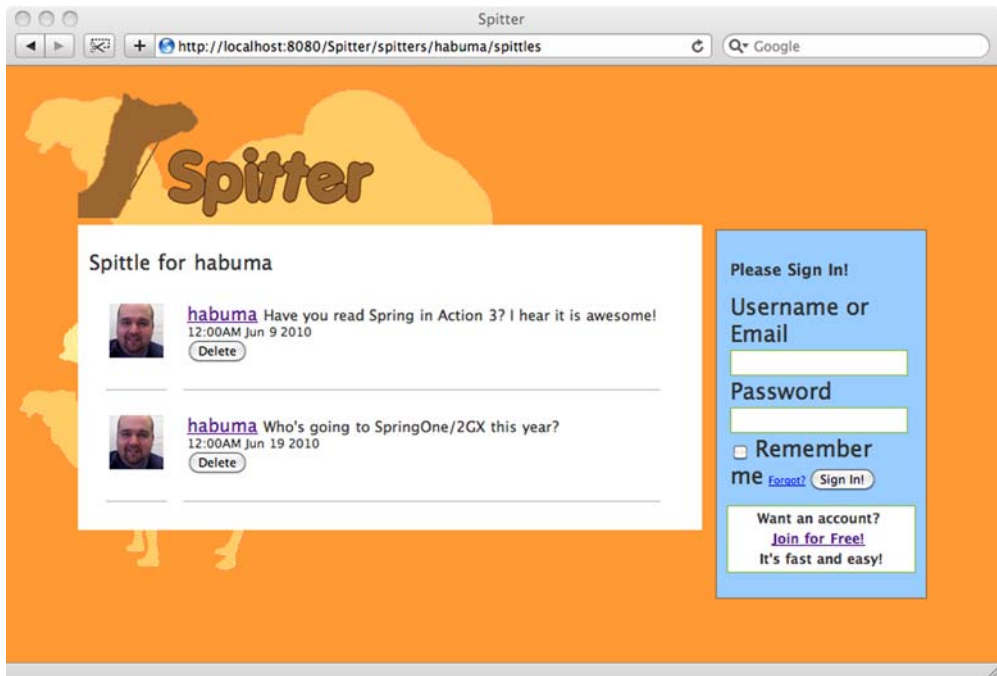 Spitter
http://localhost:8080/Spitter/spitters/habuma/spittles
Google
Spitter
Spittle for habuma
habuma Have you read Spring in Action 3? I hear it is awesome!
12:00AM Jun 9 2010
Delete
habuma Who's going to SpringOne/2GX this year?
12:00AM Jun 19 2010
Delete
Please Sign In!
Username or
Email
Password
Remember
me Forgot? Sign In!
Want an account?
Join for Free!
It's fast and easy!